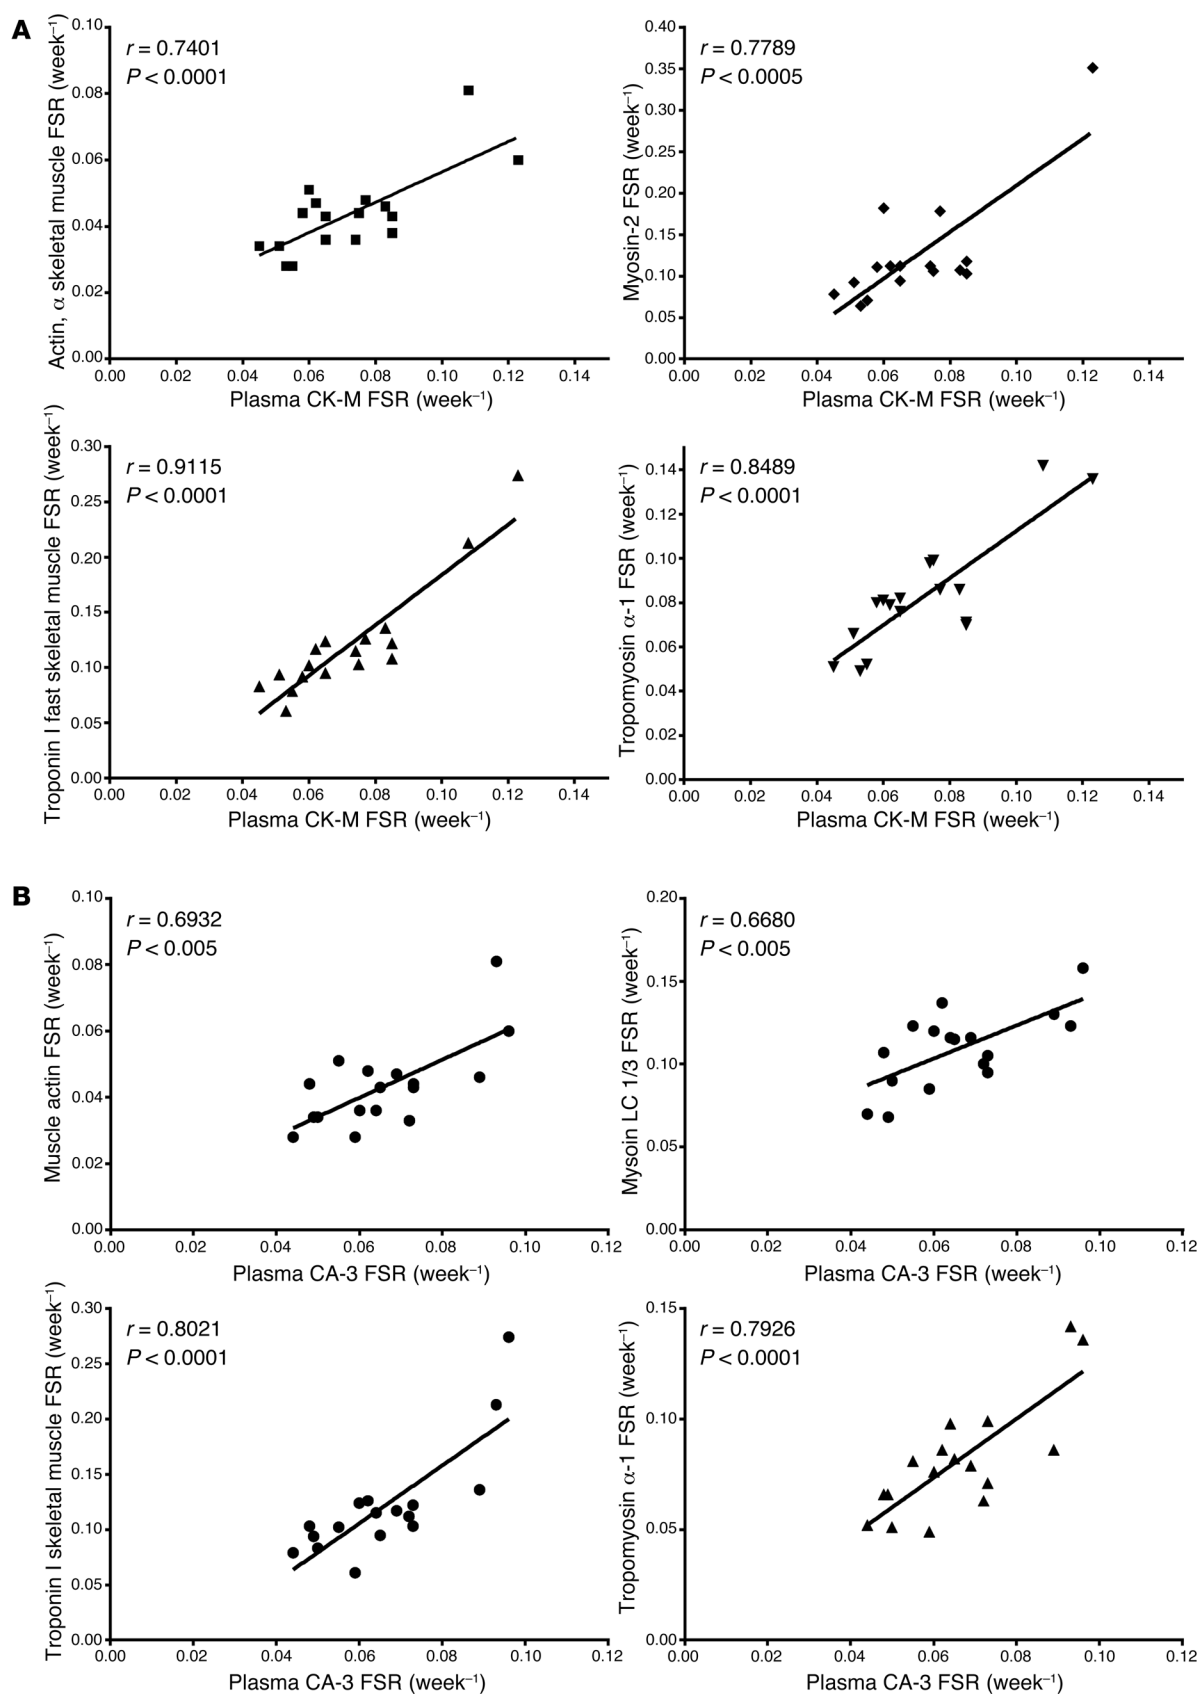 A
r = 0.7401
P < 0.0001
Actin, α skeletal muscle FSR (week⁻¹)
0.10
0.08
0.06
0.04
0.02
0.00
0.00 0.02 0.04 0.06 0.08 0.10 0.12 0.14
Plasma CK-M FSR (week⁻¹)
r = 0.7789
P < 0.0005
Myosin-2 FSR (week⁻¹)
0.40
0.35
0.30
0.25
0.20
0.15
0.10
0.05
0.00
0.00 0.02 0.04 0.06 0.08 0.10 0.12 0.14
Plasma CK-M FSR (week⁻¹)
r = 0.9115
P < 0.0001
Troponin I fast skeletal muscle FSR (week⁻¹)
0.30
0.25
0.20
0.15
0.10
0.05
0.00
0.00 0.02 0.04 0.06 0.08 0.10 0.12 0.14
Plasma CK-M FSR (week⁻¹)
r = 0.8489
P < 0.0001
Tropomyosin α-1 FSR (week⁻¹)
0.14
0.12
0.10
0.08
0.06
0.04
0.02
0.00
0.00 0.02 0.04 0.06 0.08 0.10 0.12 0.14
Plasma CK-M FSR (week⁻¹)
B
r = 0.6932
P < 0.005
Muscle actin FSR (week⁻¹)
0.10
0.08
0.06
0.04
0.02
0.00
0.00 0.02 0.04 0.06 0.08 0.10 0.12
Plasma CA-3 FSR (week⁻¹)
r = 0.6680
P < 0.005
Mysoin LC 1/3 FSR (week⁻¹)
0.20
0.15
0.10
0.05
0.00
0.00 0.02 0.04 0.06 0.08 0.10 0.12
Plasma CA-3 FSR (week⁻¹)
r = 0.8021
P < 0.0001
Troponin I skeletal muscle FSR (week⁻¹)
0.30
0.25
0.20
0.15
0.10
0.05
0.00
0.00 0.02 0.04 0.06 0.08 0.10 0.12
Plasma CA-3 FSR (week⁻¹)
r = 0.7926
P < 0.0001
Tropomyosin α-1 FSR (week⁻¹)
0.15
0.10
0.05
0.00
0.00 0.02 0.04 0.06 0.08 0.10 0.12
Plasma CA-3 FSR (week⁻¹)